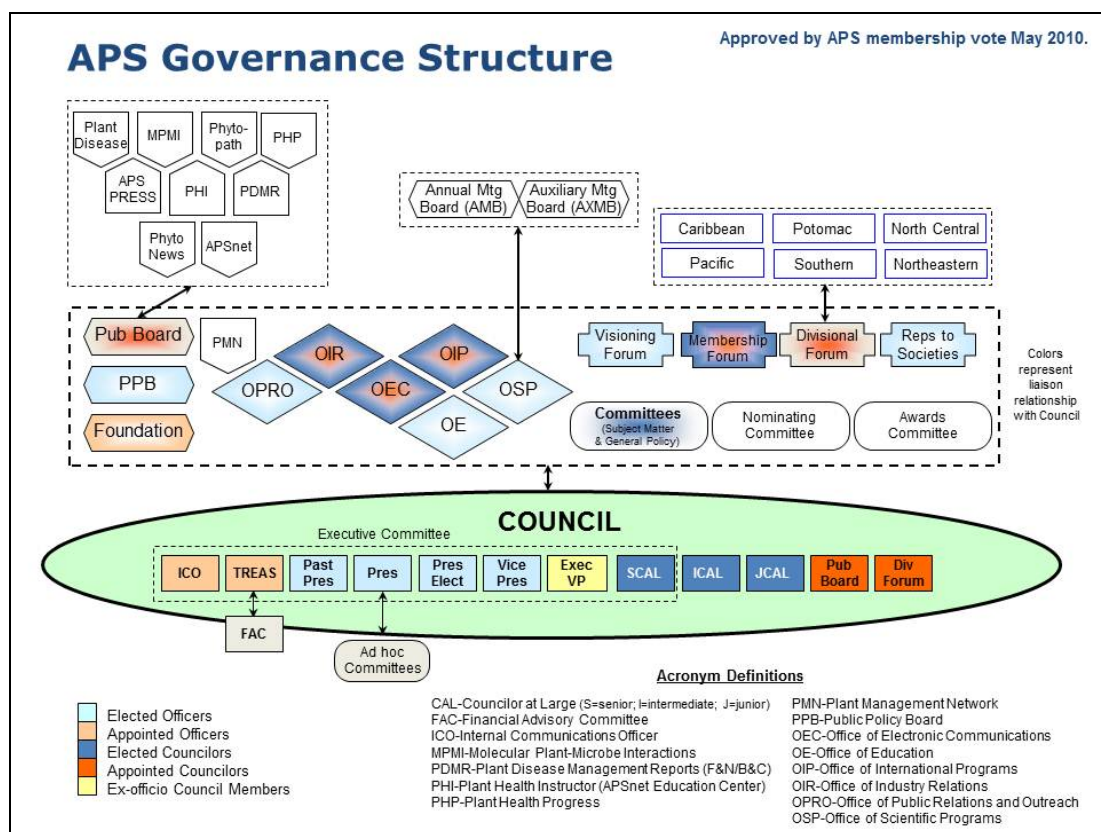 APS Governance Structure
Approved by APS membership vote May 2010.
Plant
Disease
MPMI
Phyto-
path
PHP
APS
PRESS
PHI
PDMR
Phyto
News
APSnet
Annual Mtg
Board (AMB)
Auxiliary Mtg
Board (AXMB)
Caribbean
Potomac
North Central
Pacific
Southern
Northeastern
Pub Board
PMN
PPB
Foundation
OIR
OIP
OPRO
OEC
OSP
OE
Visioning
Forum
Membership
Forum
Divisional
Forum
Reps to
Societies
Committees
(Subject Matter
& General Policy)
Nominating
Committee
Awards
Committee
Colors
represent
liaison
relationship
with Council
COUNCIL
Executive Committee
ICO
TREAS
Past
Pres
Pres
Pres
Elect
Vice
Pres
Exec
VP
SCAL
ICAL
JCAL
Pub
Board
Div
Forum
FAC
Ad hoc
Committees
Elected Officers
Appointed Officers
Elected Councilors
Appointed Councilors
Ex-officio Council Members
Acronym Definitions
CAL-Councilor at Large (S=senior; I=intermediate; J=junior)
FAC-Financial Advisory Committee
ICO-Internal Communications Officer
MPMI-Molecular Plant-Microbe Interactions
PDMR-Plant Disease Management Reports (F&N/B&C)
PHI-Plant Health Instructor (APSnet Education Center)
PHP-Plant Health Progress
PMN-Plant Management Network
PPB-Public Policy Board
OEC-Office of Electronic Communications
OE-Office of Education
OIP-Office of International Programs
OIR-Office of Industry Relations
OPRO-Office of Public Relations and Outreach
OSP-Office of Scientific Programs